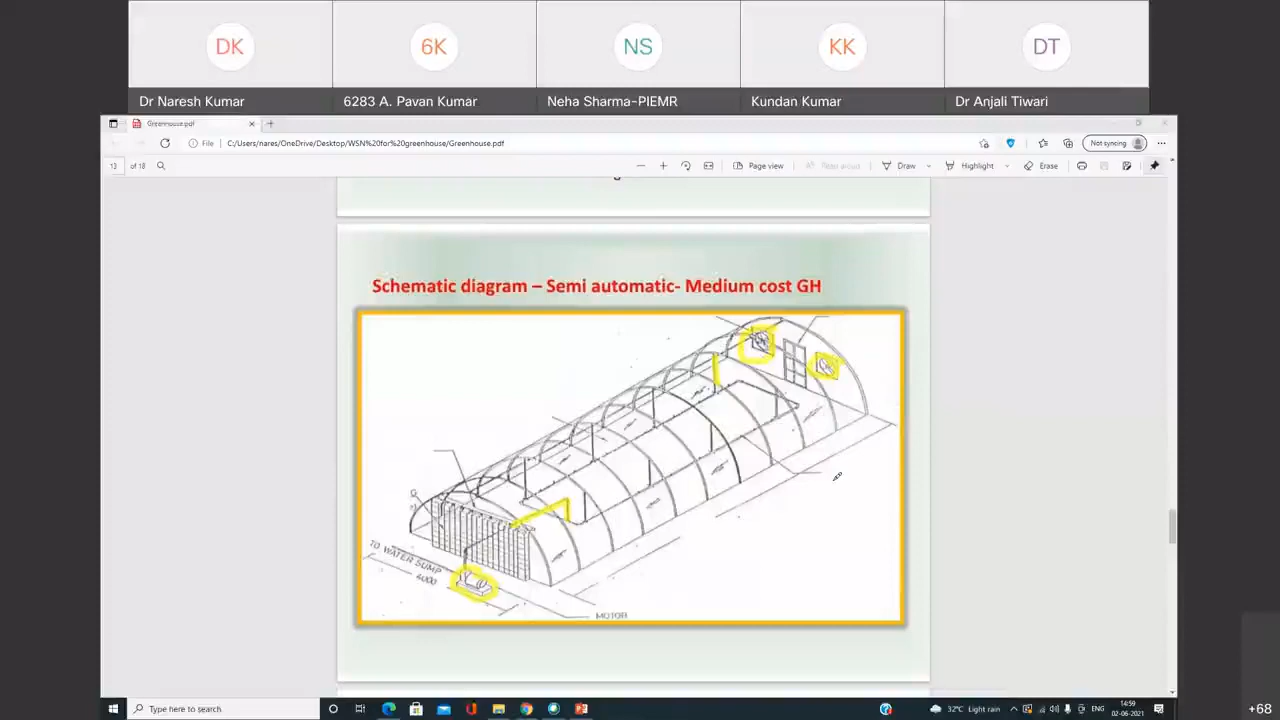 DK
6K
NS
KK
DT
Dr Naresh Kumar
6283 A. Pavan Kumar
Neha Sharma-PIEMR
Kundan Kumar
Dr Anjali Tiwari
Greenhouse.pdf
File
C:/Users/nares/OneDrive/Desktop/WSN%20for%20greenhouse/Greenhouse.pdf
Not syncing
13 of 18
Page view
Read aloud
Draw
Highlight
Erase
Schematic diagram – Semi automatic- Medium cost GH
TO WATER SUMP
4000
MOTOR
Type here to search
32°C Light rain
ENG
14:59
02-06-2021
+68